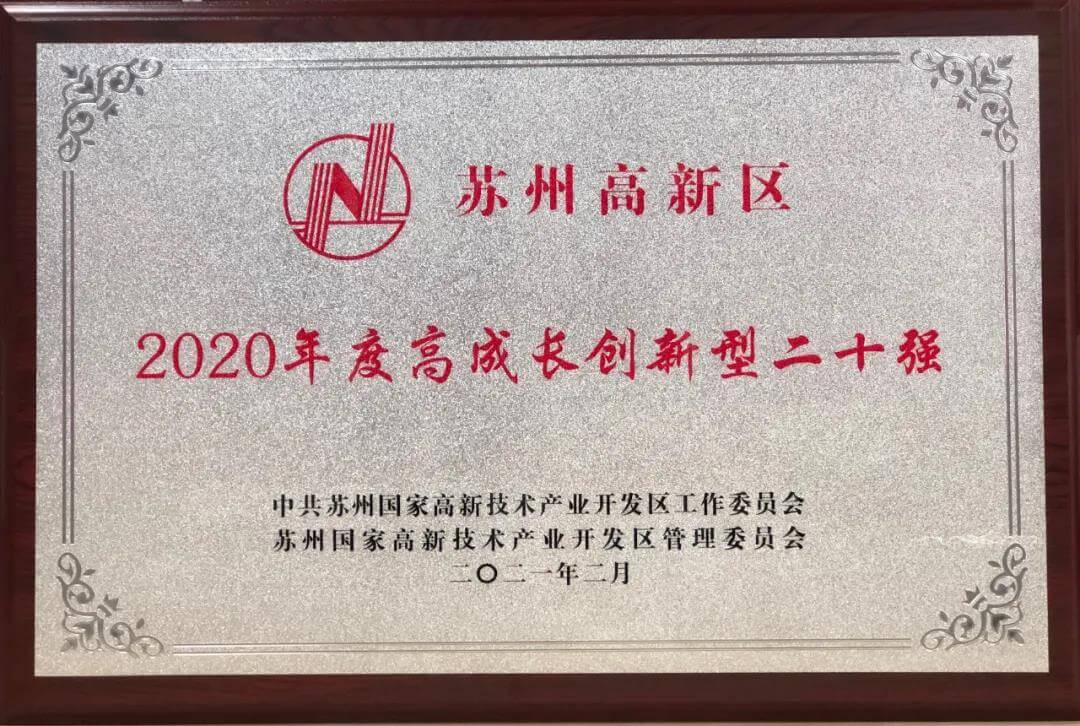 苏州高新区
2020年度高成长创新型二十强
中共苏州国家高新技术产业开发区工作委员会
苏州国家高新技术产业开发区管理委员会
二〇二一年二月